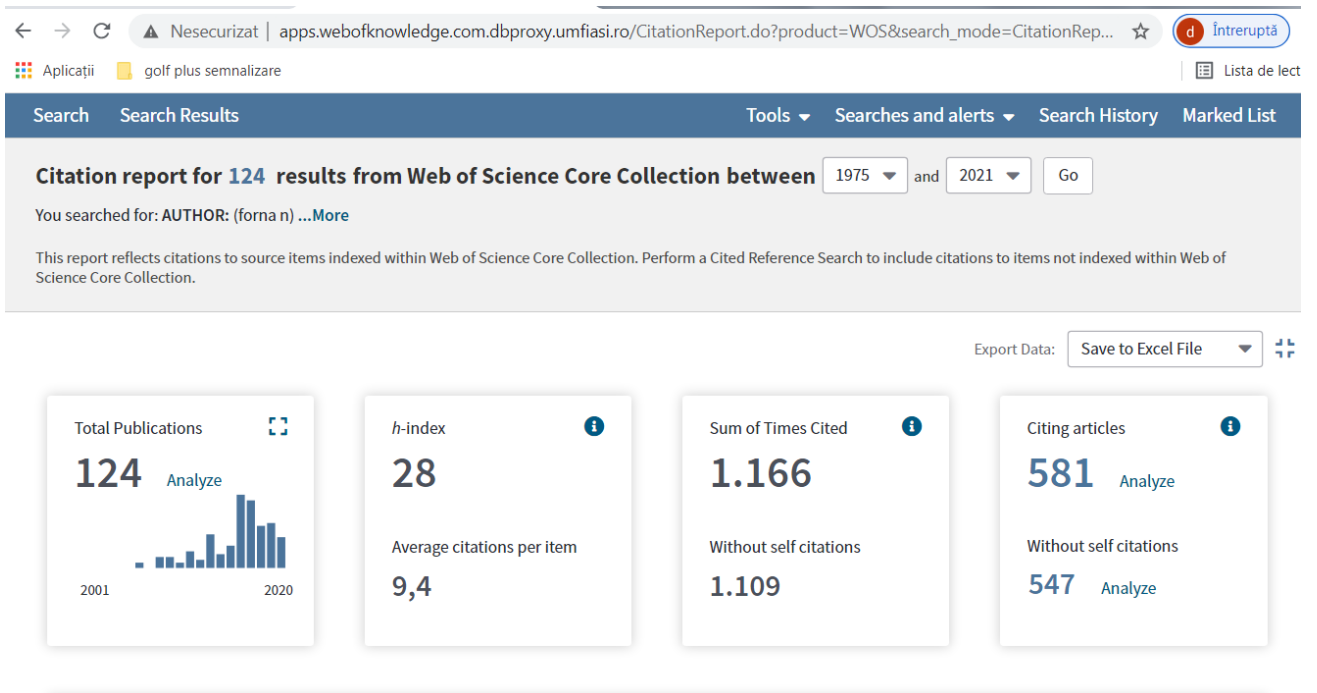 Nesecurizat | apps.webofknowledge.com.dbproxy.umfiasi.ro/CitationReport.do?product=WOS&search_mode=CitationRep... d Întreruptă
Aplicații golf plus semnalizare Lista de lect
Search Search Results Tools Searches and alerts Search History Marked List
Citation report for 124 results from Web of Science Core Collection between 1975 and 2021 Go
You searched for: AUTHOR: (forna n) ...More
This report reflects citations to source items indexed within Web of Science Core Collection. Perform a Cited Reference Search to include citations to items not indexed within Web of
Science Core Collection.
Export Data: Save to Excel File
Total Publications
124 Analyze
2001 2020
h-index
28
Average citations per item
9,4
Sum of Times Cited
1.166
Without self citations
1.109
Citing articles
581 Analyze
Without self citations
547 Analyze